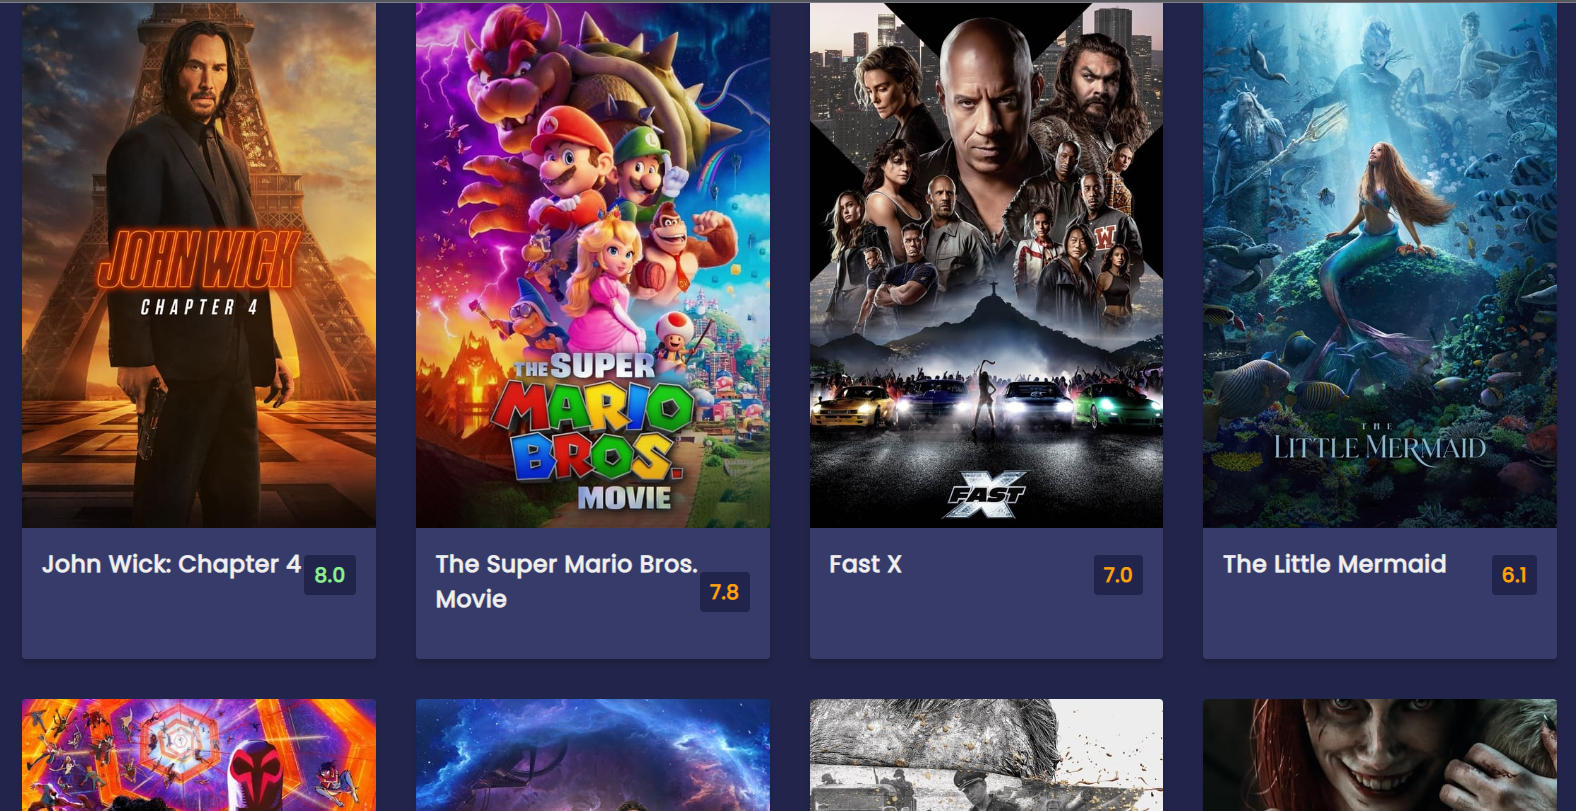 JOHN WICK
CHAPTER 4
THE SUPER
MARIO
BROS.
MOVIE
W
FAST X
THE
LITTLE MERMAID
John Wick: Chapter 4
8.0
The Super Mario Bros.
Movie
7.8
Fast X
7.0
The Little Mermaid
6.1